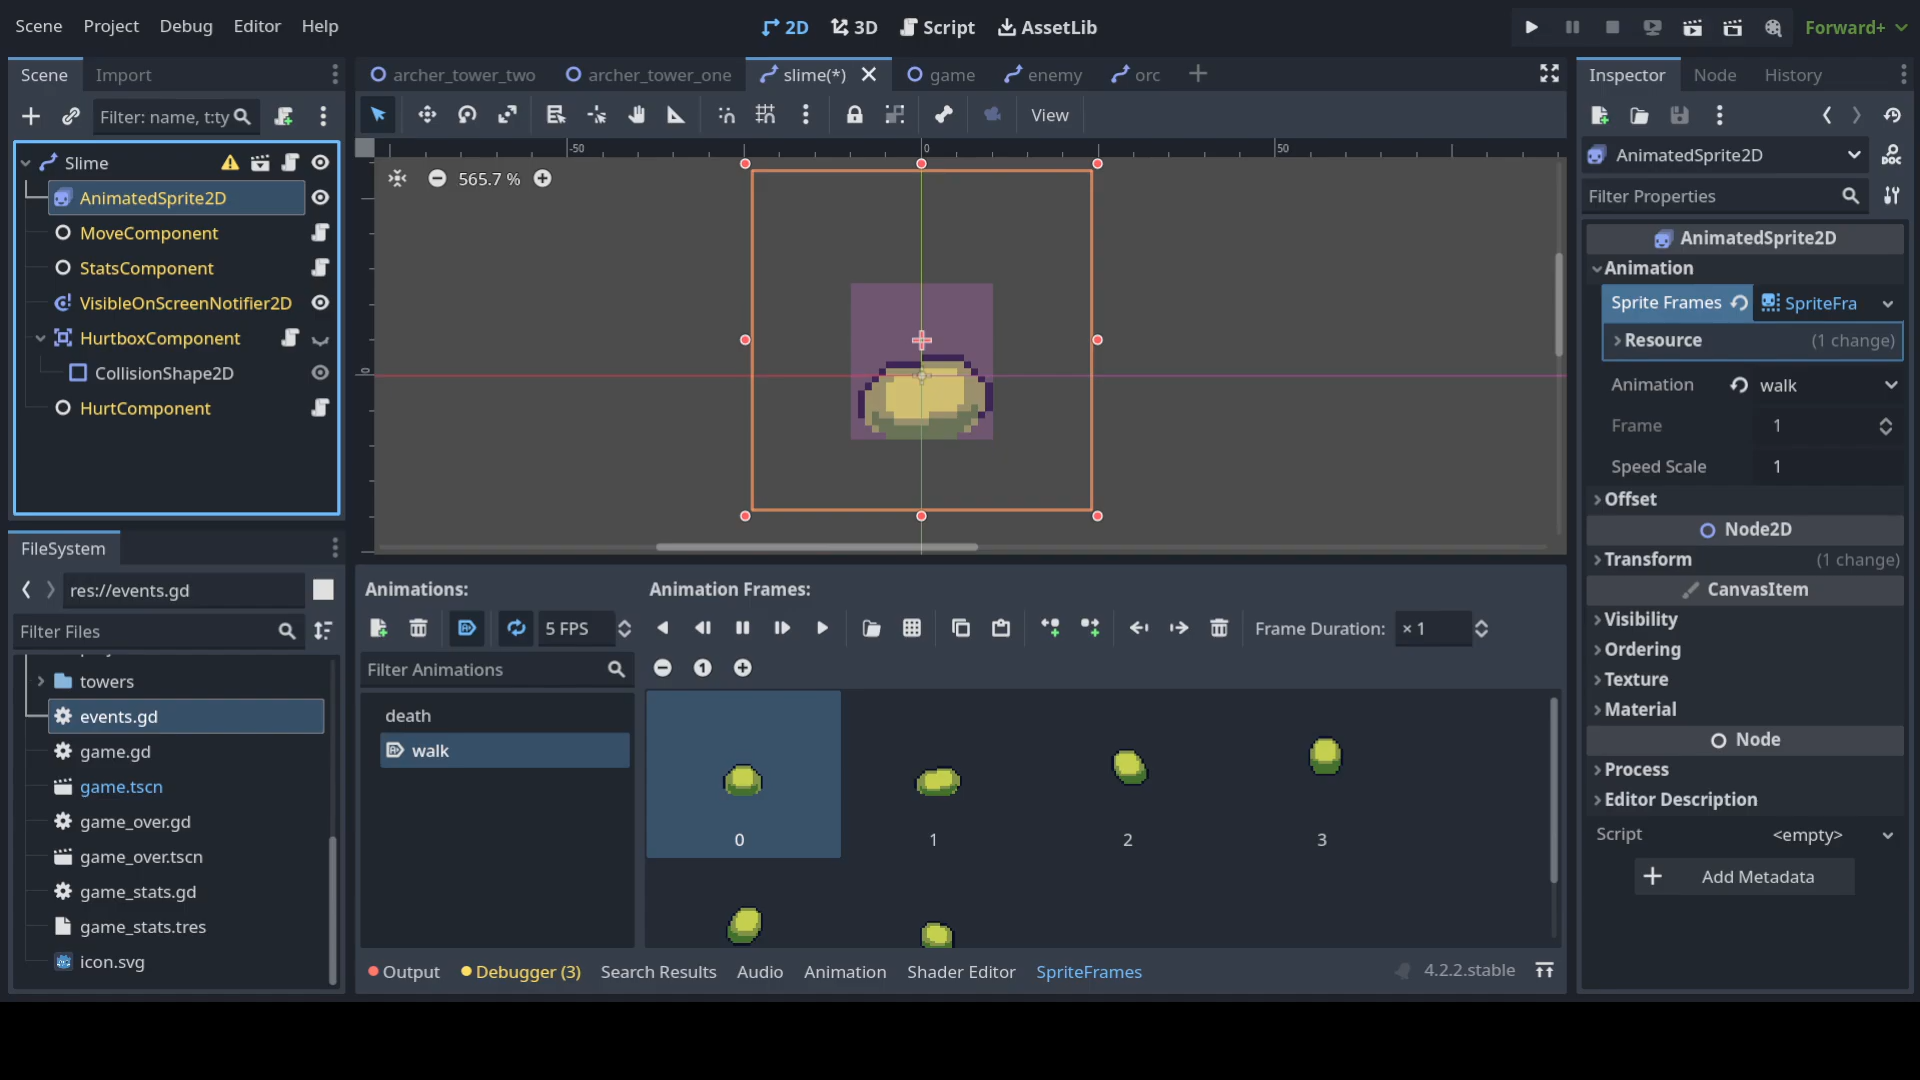 Scene Project Debug Editor Help
2D 3D Script AssetLib
Forward+
Scene Import
Filter: name, t:ty
Slime
AnimatedSprite2D
MoveComponent
StatsComponent
VisibleOnScreenNotifier2D
HurtboxComponent
CollisionShape2D
HurtComponent
FileSystem
res://events.gd
Filter Files
towers
events.gd
game.gd
game.tscn
game_over.gd
game_over.tscn
game_stats.gd
game_stats.tres
icon.svg
archer_tower_two archer_tower_one slime(*) game enemy orc
View
-50 0 50
0
565.7 %
Animations:
5 FPS
Filter Animations
death
walk
Animation Frames:
Frame Duration: × 1
0 1 2 3
Output Debugger (3) Search Results Audio Animation Shader Editor SpriteFrames 4.2.2.stable
Inspector Node History
AnimatedSprite2D
Filter Properties
AnimatedSprite2D
Animation
Sprite Frames SpriteFra
Resource (1 change)
Animation walk
Frame 1
Speed Scale 1
Offset
Node2D
Transform (1 change)
CanvasItem
Visibility
Ordering
Texture
Material
Node
Process
Editor Description
Script <empty>
Add Metadata